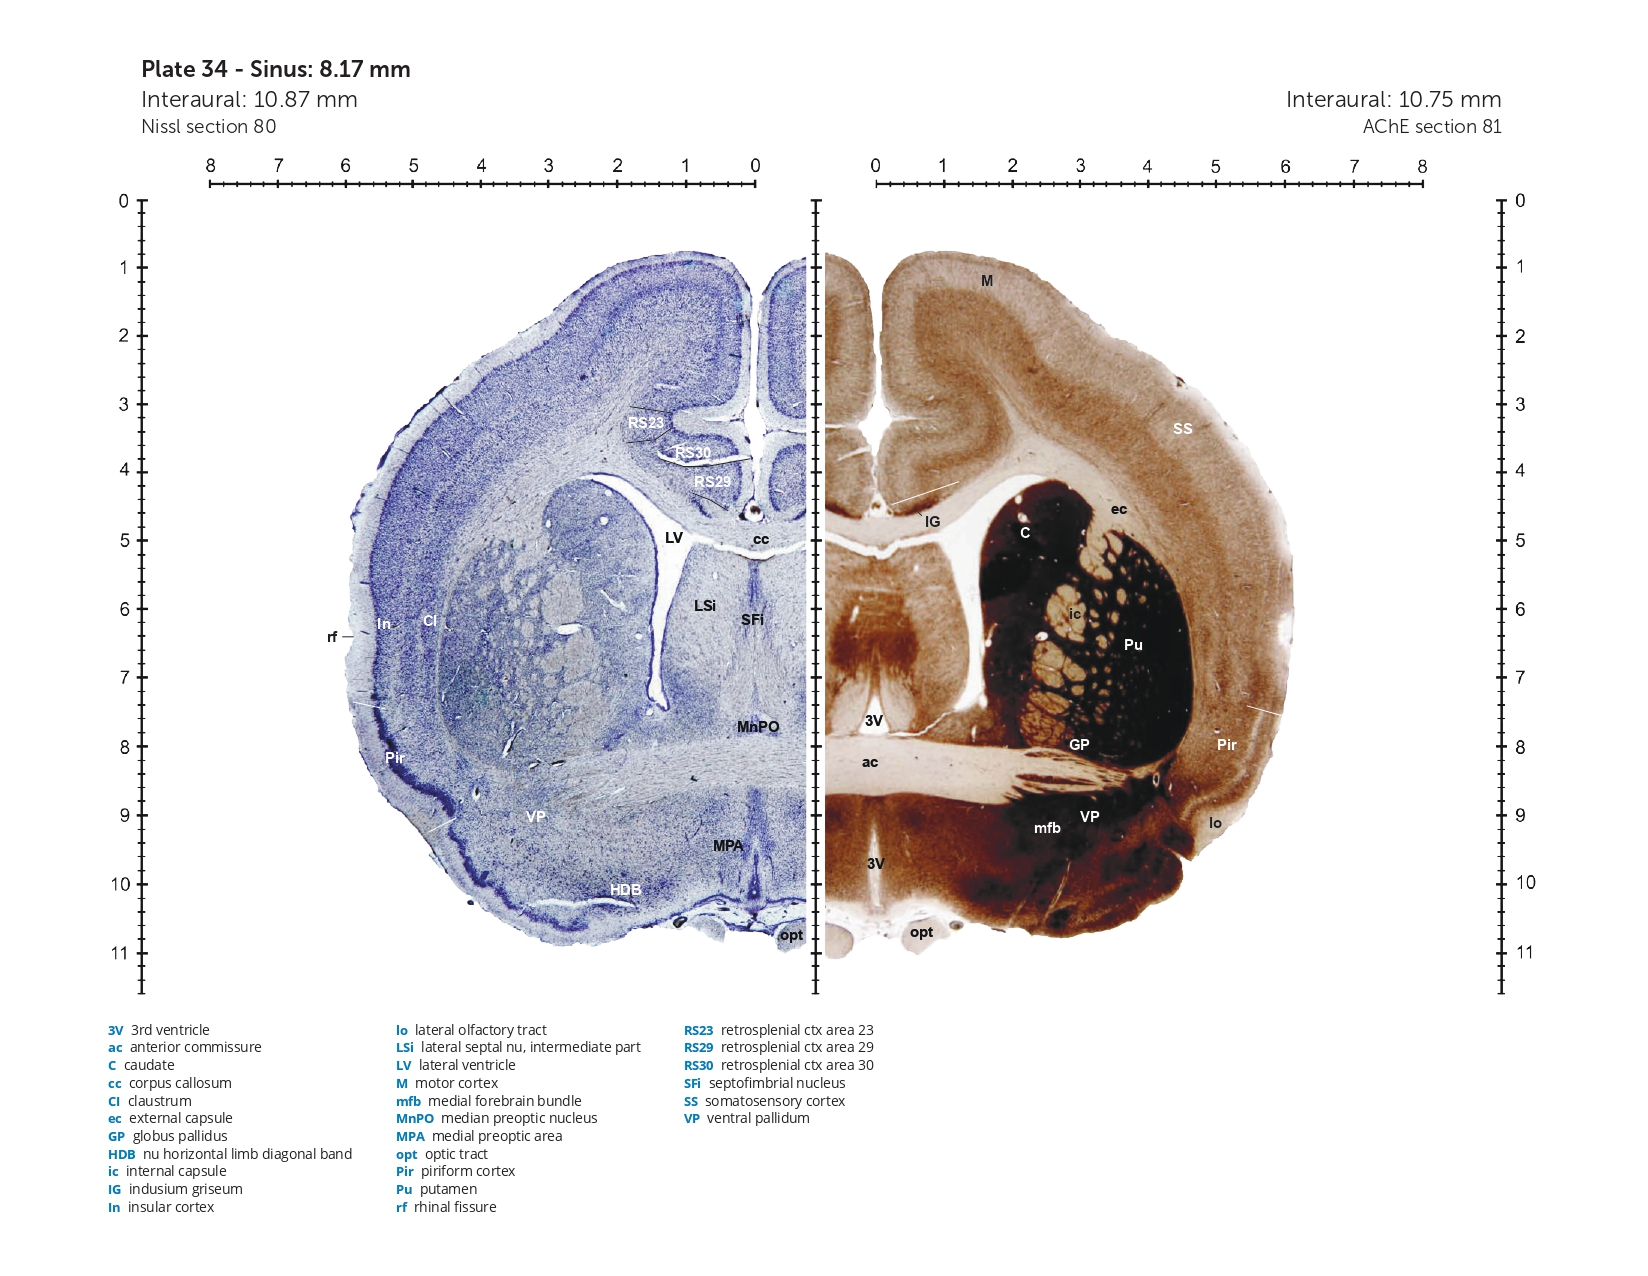 Plate 34 - Sinus: 8.17 mm
Interaural: 10.87 mm
Interaural: 10.75 mm
Nissl section 80
AChE section 81
8 7 6 5 4 3 2 1 0
0 1 2 3 4 5 6 7 8
0
0
1
1
M
2
2
3
3
RS23
SS
RS30
4
4
RS29
ec
IG
C
5
LV
cc
5
6
LSi
ic
6
In
Cl
SFi
rf
Pu
7
7
3V
MnPO
8
GP
Pir
8
Pir
ac
9
VP
VP
9
mfb
lo
MPA
3V
10
HDB
10
opt
opt
11
11
3V 3rd ventricle
ac anterior commissure
C caudate
cc corpus callosum
Cl claustrum
ec external capsule
GP globus pallidus
HDB nu horizontal limb diagonal band
ic internal capsule
IG indusium griseum
In insular cortex
lo lateral olfactory tract
LSi lateral septal nu, intermediate part
LV lateral ventricle
M motor cortex
mfb medial forebrain bundle
MnPO median preoptic nucleus
MPA medial preoptic area
opt optic tract
Pir piriform cortex
Pu putamen
rf rhinal fissure
RS23 retrosplenial ctx area 23
RS29 retrosplenial ctx area 29
RS30 retrosplenial ctx area 30
SFi septofimbrial nucleus
SS somatosensory cortex
VP ventral pallidum